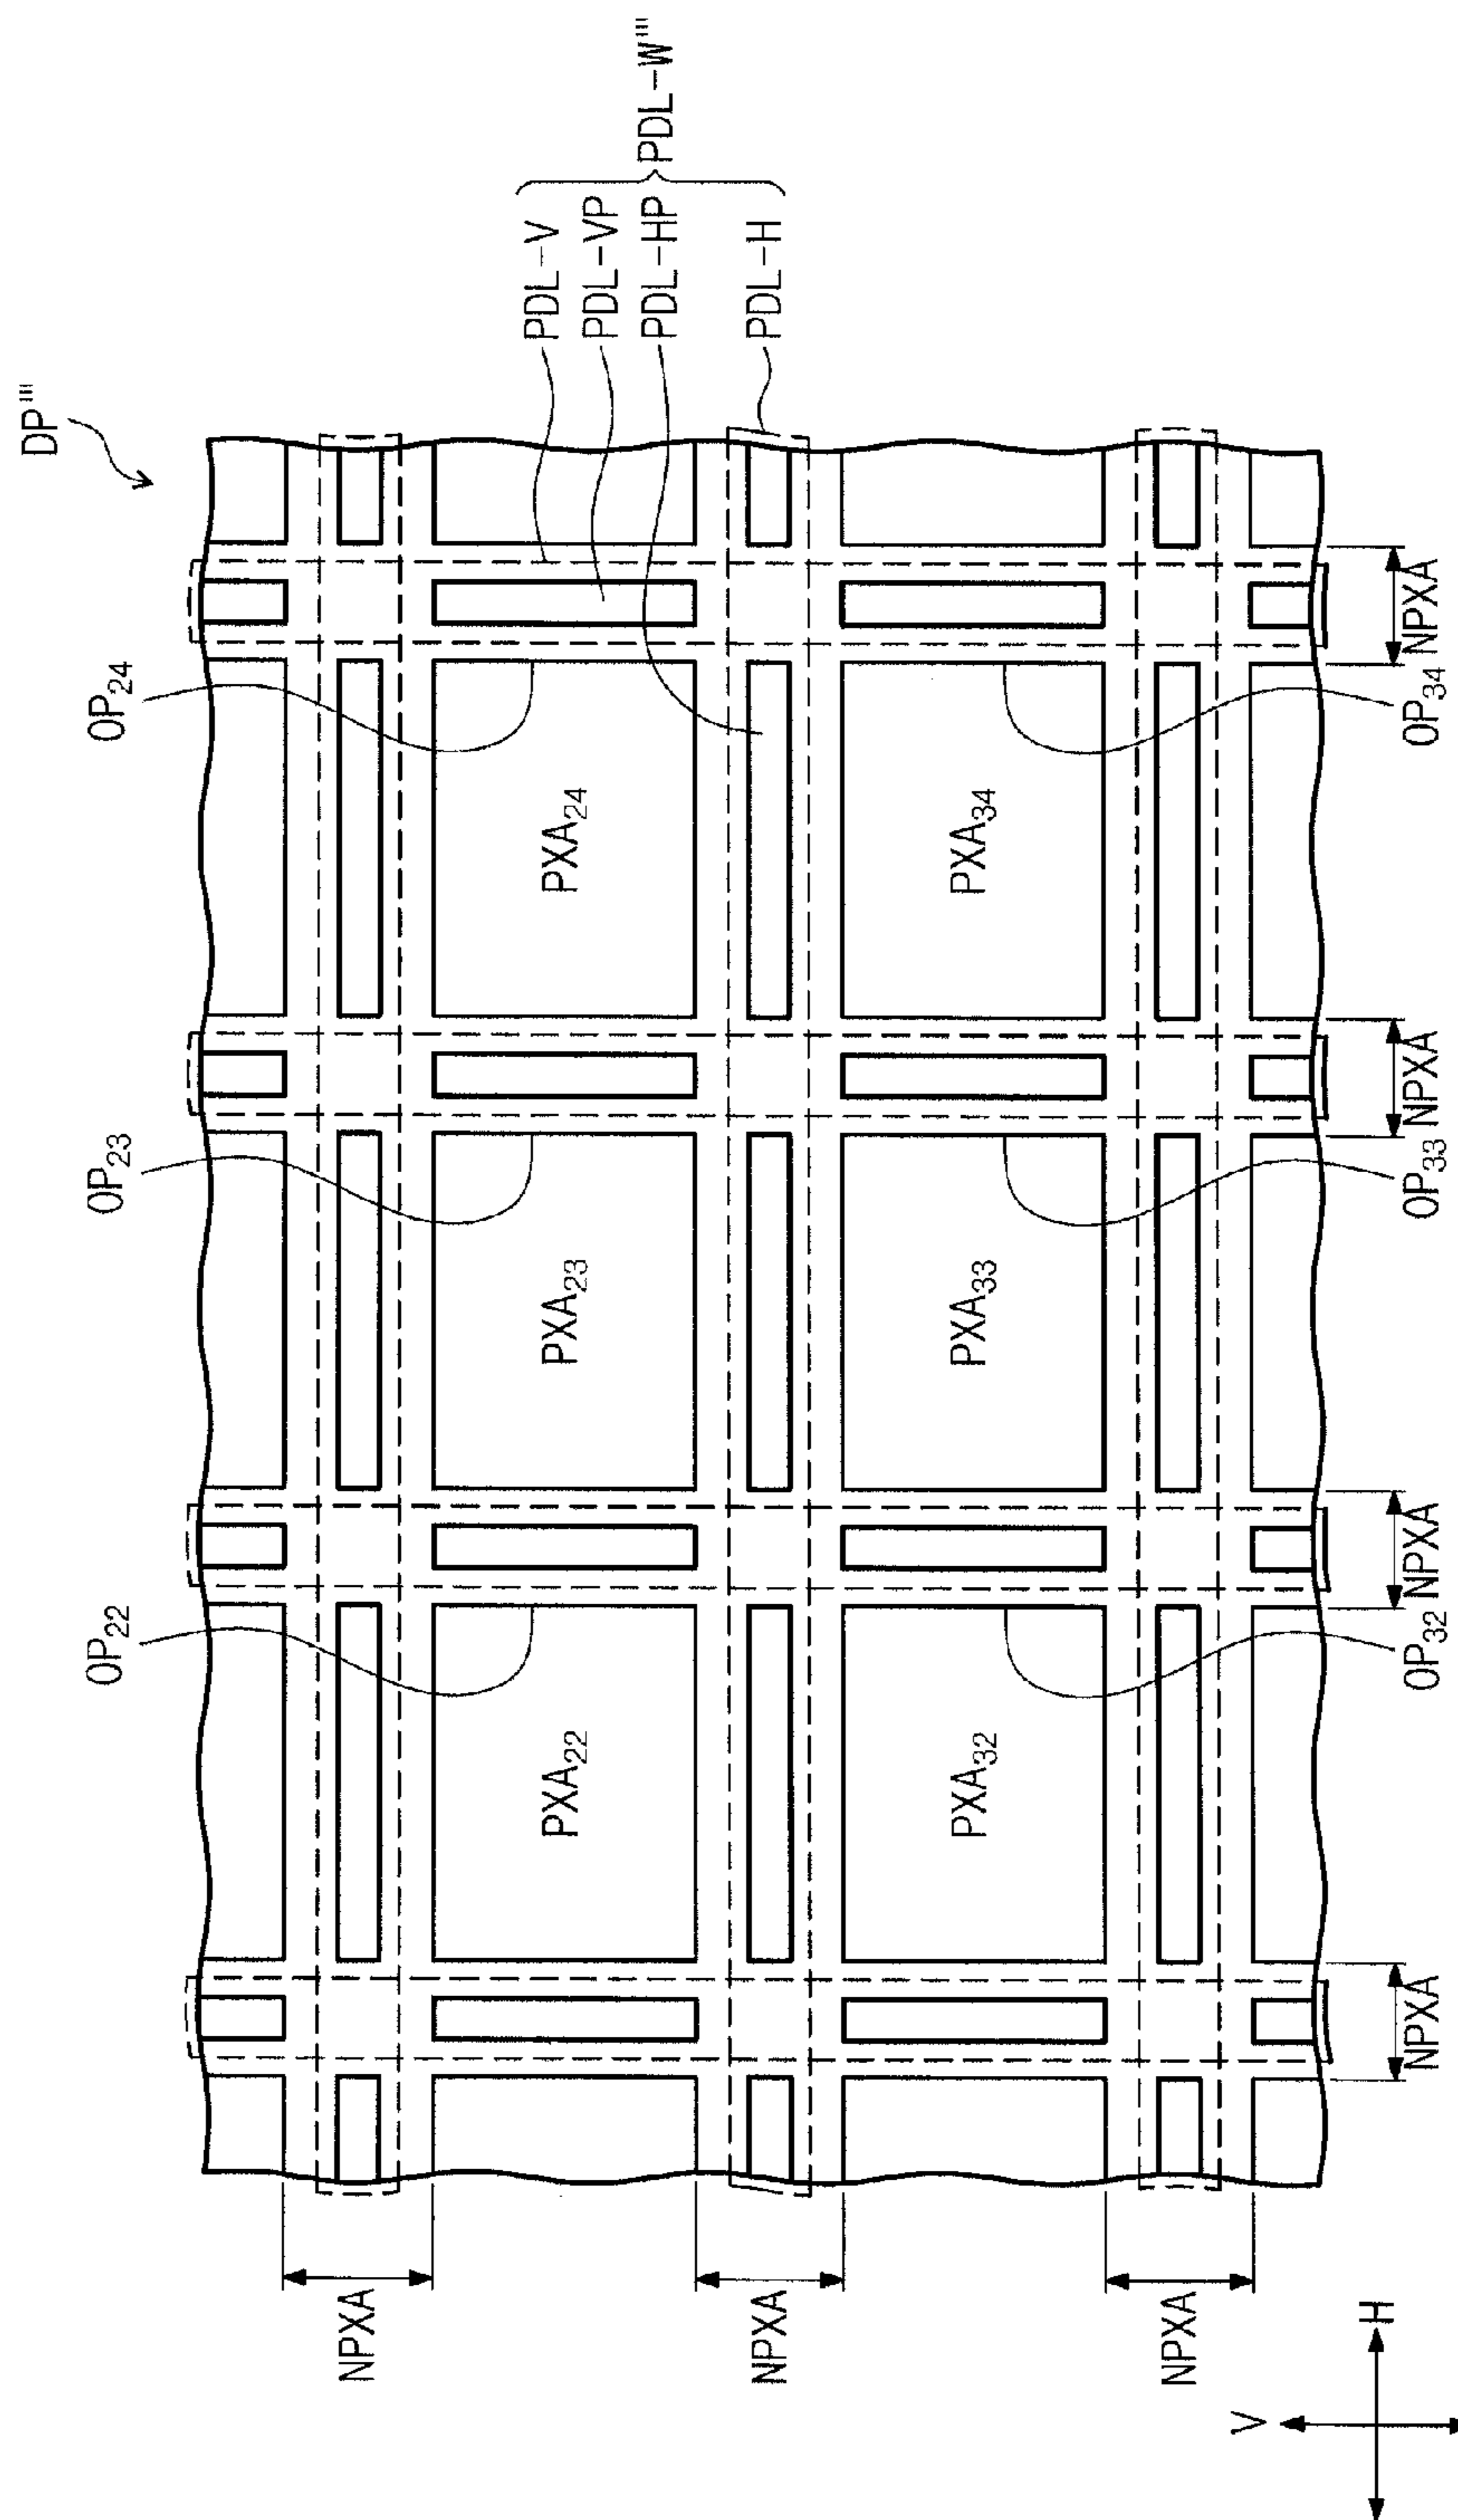 DP'''
OP22
OP23
OP24
NPXA
PXA22
PXA23
PXA24
PDL-V
PDL-VP
PDL-HP
PDL-H
PDL-W'''
NPXA
PXA32
PXA33
PXA34
NPXA
V
H
NPXA
OP32
NPXA
OP33
NPXA
OP34
NPXA